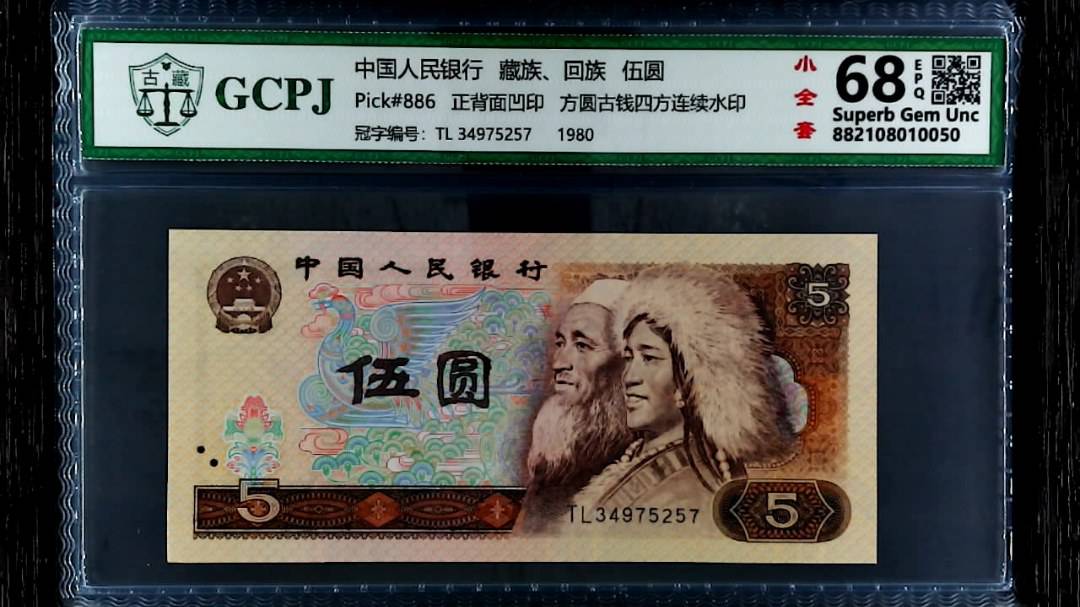 古藏
GCPJ
中国人民银行 藏族、回族 伍圆
Pick#886 正背面凹印 方圆古钱四方连续水印
冠字编号：TL 34975257 1980
小全套
68
EPQ
Superb Gem Unc
882108010050
中国人民银行
5
伍圆
5
TL34975257
5